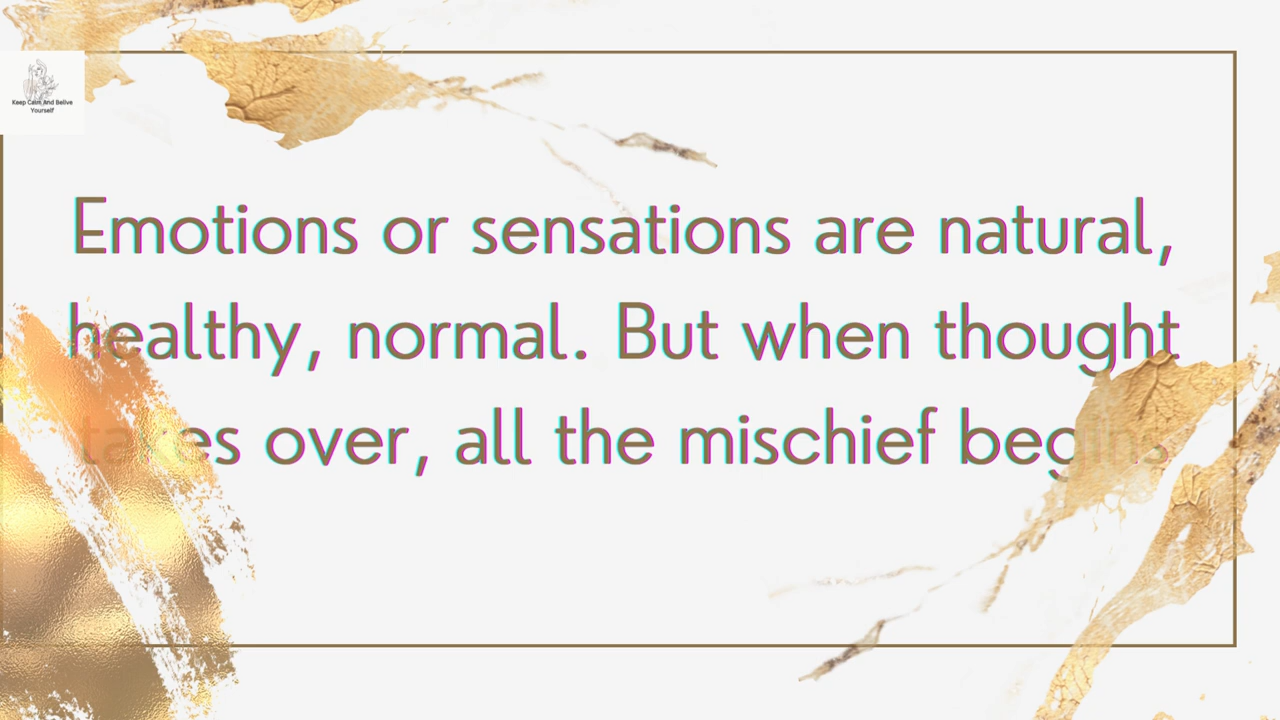 Keep Calm And Belive
Yourself
Emotions or sensations are natural,
healthy, normal. But when thought
takes over, all the mischief begins